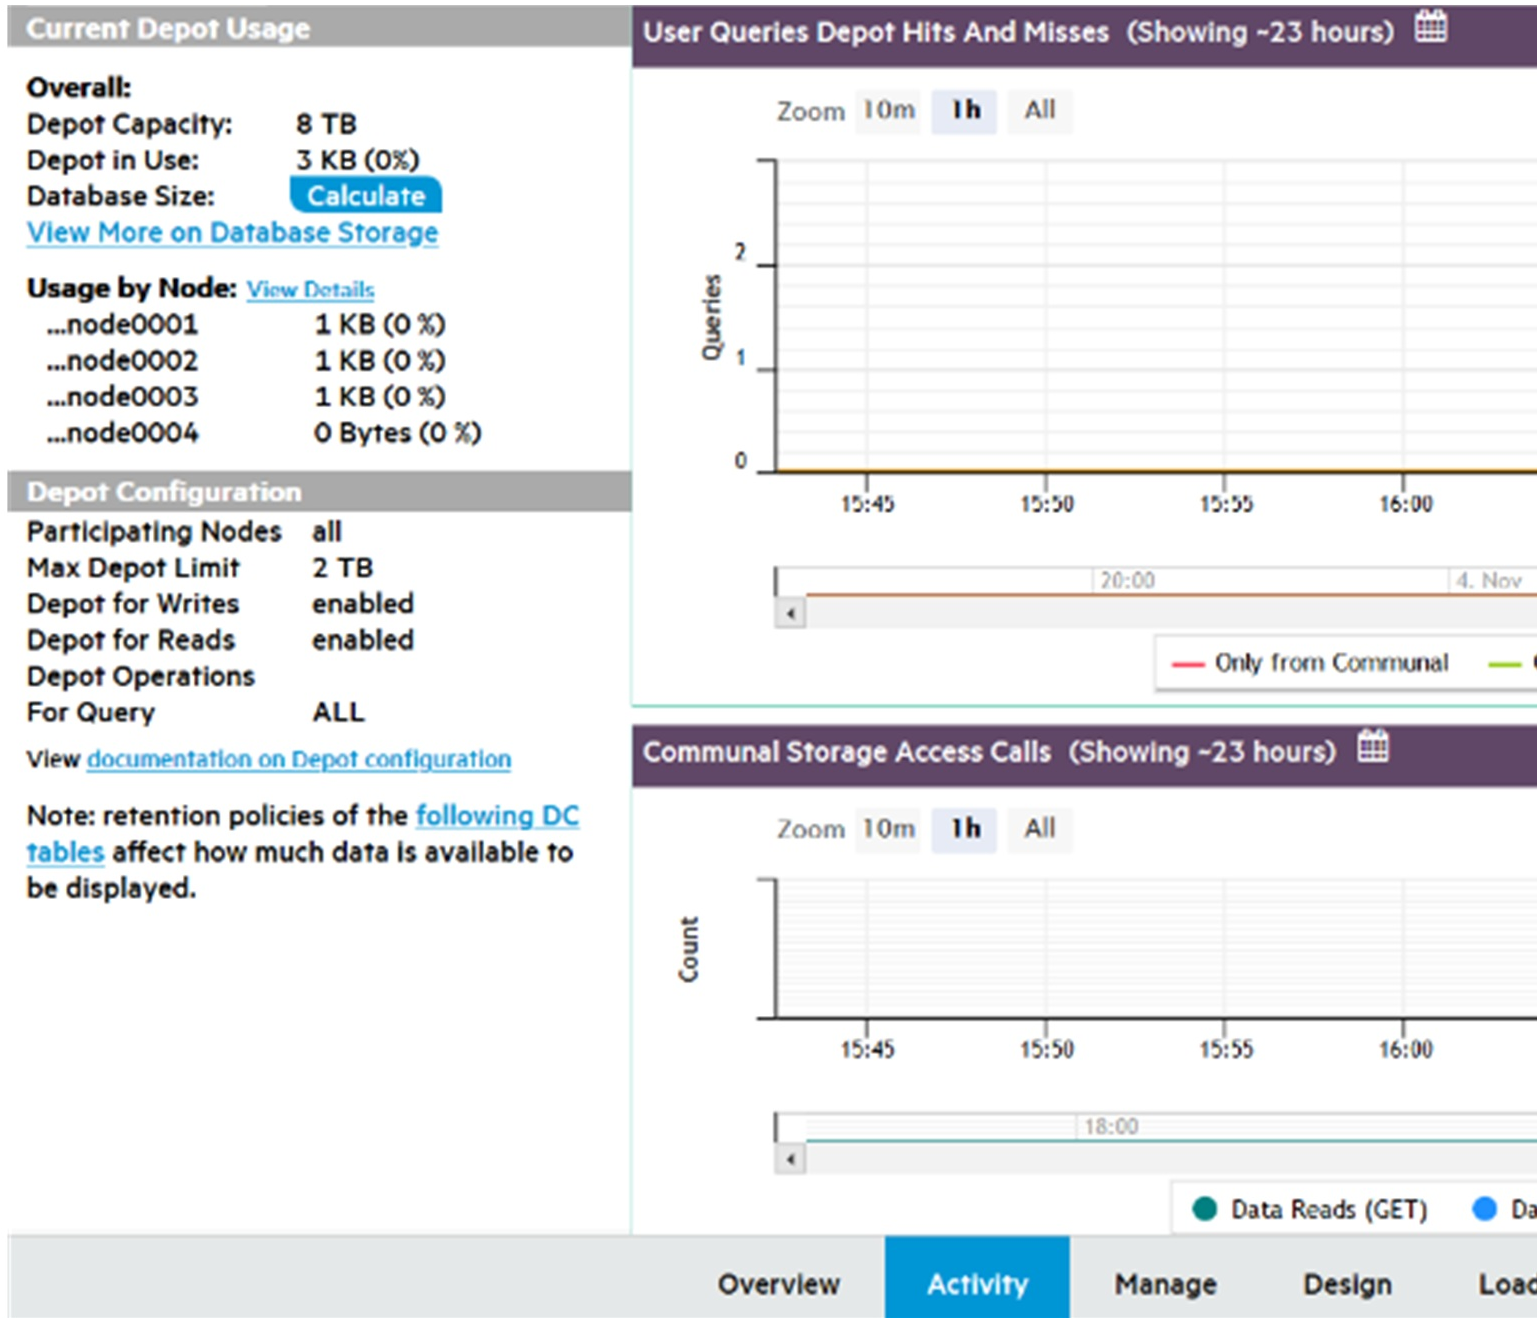 Current Depot Usage
Overall:
Depot Capacity: 8 TB
Depot in Use: 3 KB (0%)
Database Size: Calculate
View More on Database Storage
Usage by Node: View Details
...node0001 1 KB (0 %)
...node0002 1 KB (0 %)
...node0003 1 KB (0 %)
...node0004 0 Bytes (0 %)
Depot Configuration
Participating Nodes all
Max Depot Limit 2 TB
Depot for Writes enabled
Depot for Reads enabled
Depot Operations
For Query ALL
View documentation on Depot configuration
Note: retention policies of the following DC
tables affect how much data is available to
be displayed.
User Queries Depot Hits And Misses (Showing ~23 hours)
Zoom 10m 1h All
Queries
2
1
0
15:45 15:50 15:55 16:00
20:00 4. Nov
Only from Communal
Communal Storage Access Calls (Showing ~23 hours)
Zoom 10m 1h All
Count
15:45 15:50 15:55 16:00
18:00
Data Reads (GET) Da
Overview Activity Manage Design Load